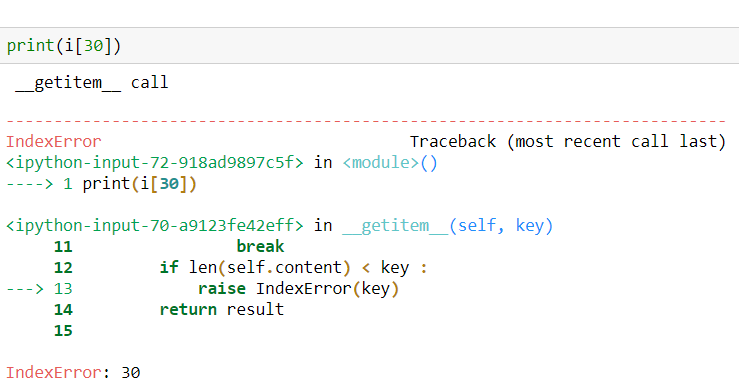 print(i[30])
__getitem__ call
---------------------------------------------------------------------------
IndexError                                Traceback (most recent call last)
<ipython-input-72-918ad9897c5f> in <module>()
----> 1 print(i[30])
<ipython-input-70-a9123fe42eff> in __getitem__(self, key)
     11                 break
     12         if len(self.content) < key :
---> 13             raise IndexError(key)
     14         return result
     15
IndexError: 30